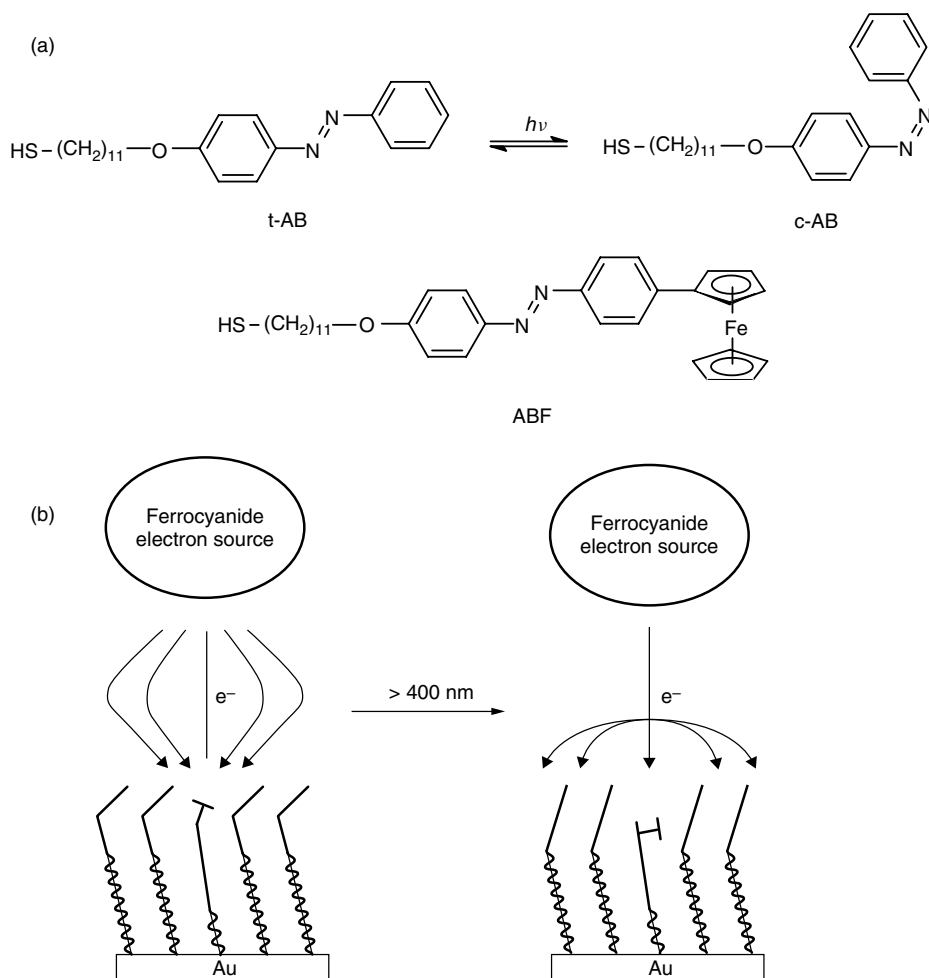 (a)
HS–(CH₂)₁₁–O N N hν HS–(CH₂)₁₁–O N N
t-AB c-AB
HS–(CH₂)₁₁–O N N Fe
ABF
(b)
Ferrocyanide electron source
Ferrocyanide electron source
e⁻ > 400 nm e⁻
Au Au